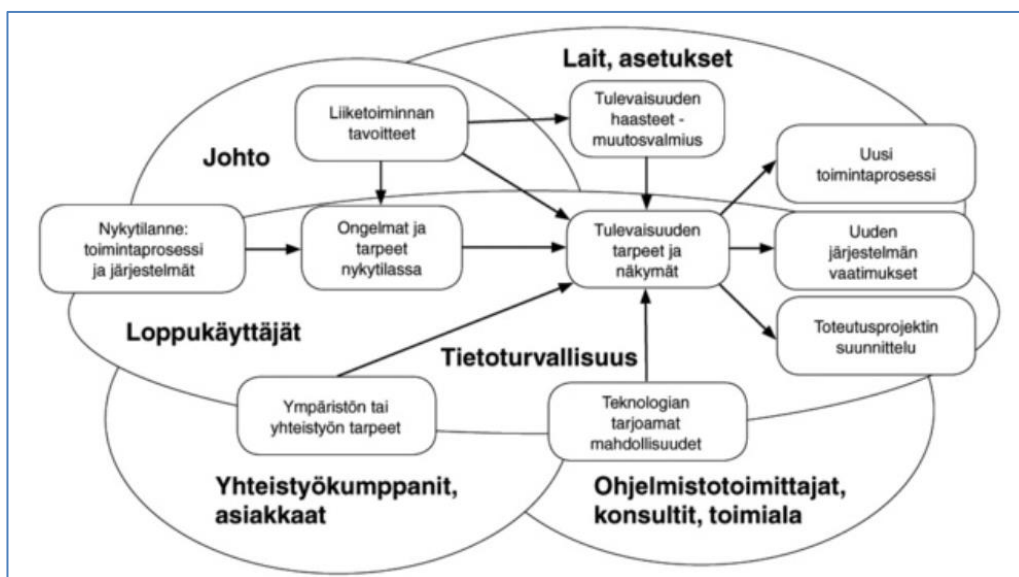 Lait, asetukset
Liiketoiminnan
tavoitteet
Tulevaisuuden
haasteet -
muutosvalmius
Johto
Uusi
toimintaprosessi
Nykytilanne:
toimintaprosessi
ja järjestelmät
Ongelmat ja
tarpeet
nykytilassa
Tulevaisuuden
tarpeet ja
näkymät
Uuden
järjestelmän
vaatimukset
Loppukäyttäjät
Toteutusprojektin
suunnittelu
Tietoturvallisuus
Ympäristön tai
yhteistyön tarpeet
Teknologian
tarjoamat
mahdollisuudet
Yhteistyökumppanit,
asiakkaat
Ohjelmistotoimittajat,
konsultit, toimiala